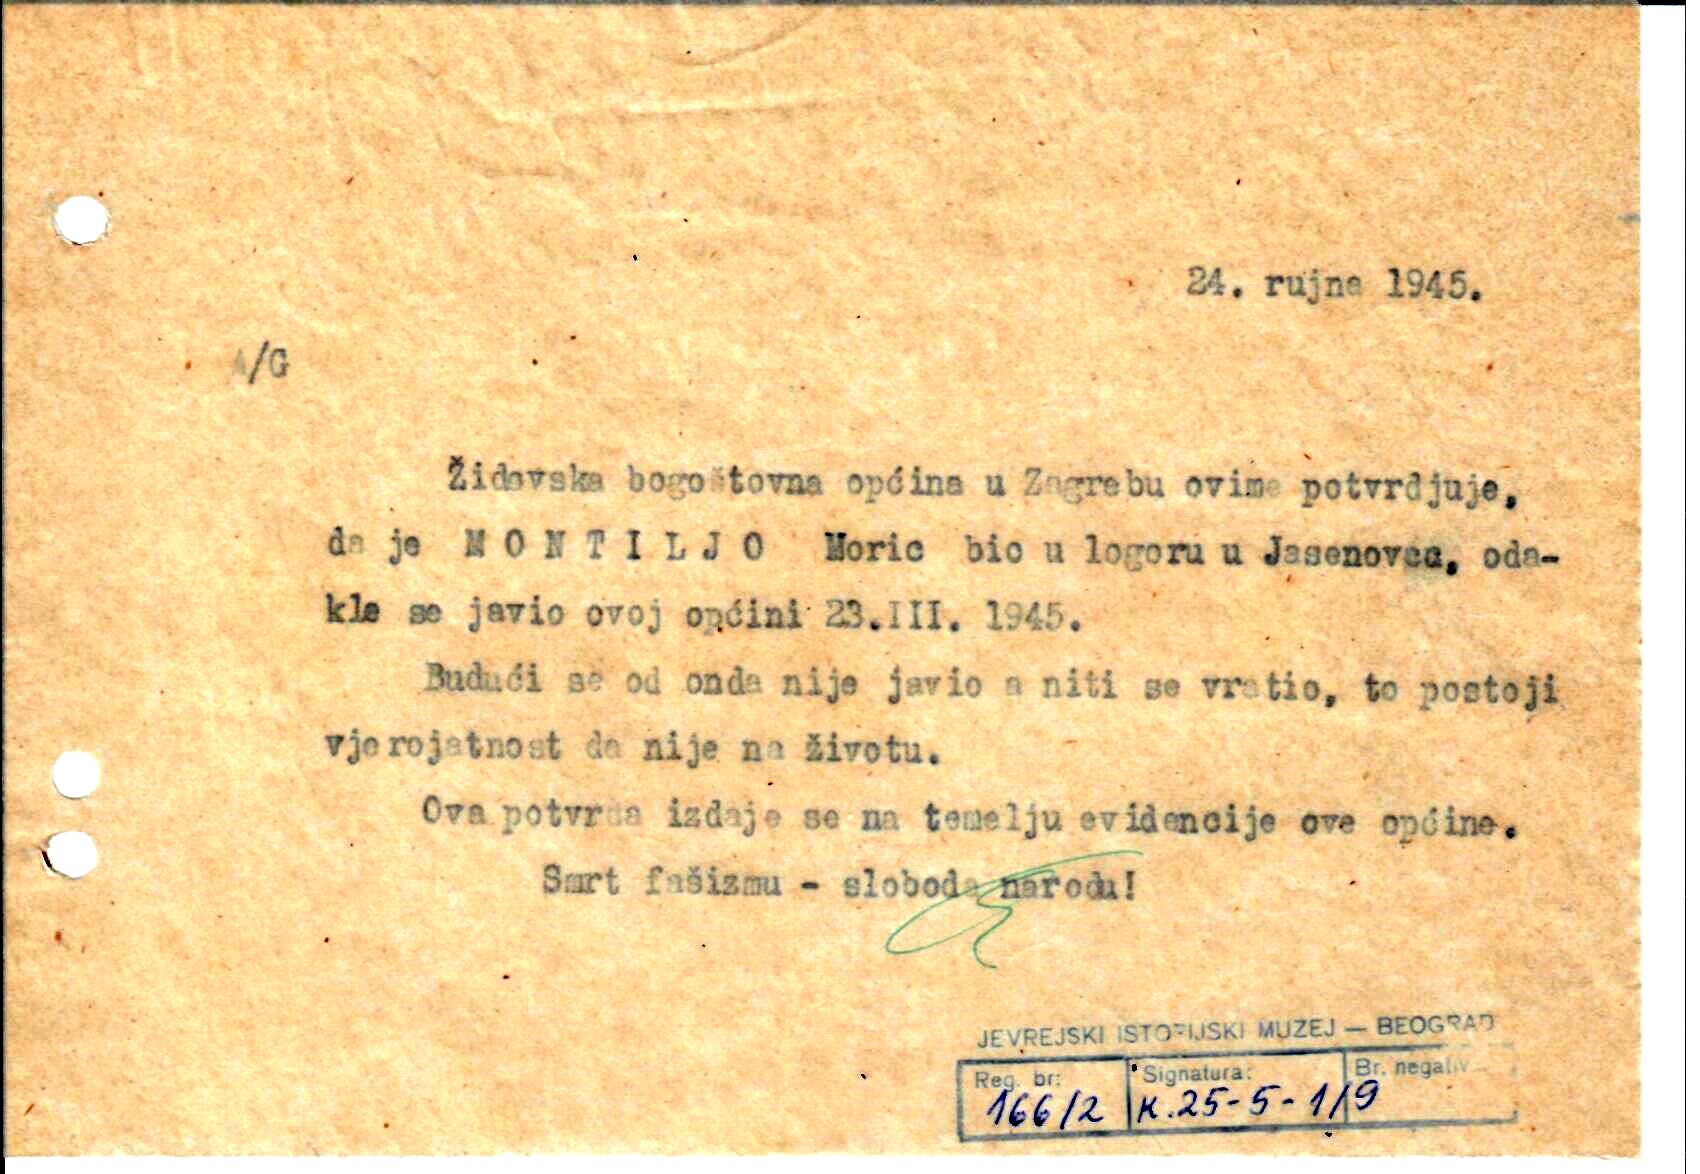 24. rujna 1945.
A/G
Židovska bogoštovna općina u Zagrebu ovime potvrdjuje,
da je M O N T I L J O Moric bio u logoru u Jasenovcu, oda-
kle se javio ovoj općini 23.III. 1945.
Budući se od onda nije javio a niti se vratio, to postoji
vjerojatnost da nije na životu.
Ova potvrda izdaje se na temelju evidencije ove općine.
Smrt fašizmu - sloboda narodu!
JEVREJSKI ISTORIJSKI MUZEJ — BEOGRAD
Reg. br: Signatura: Br. negativ
166/2 K.25-5-1/9